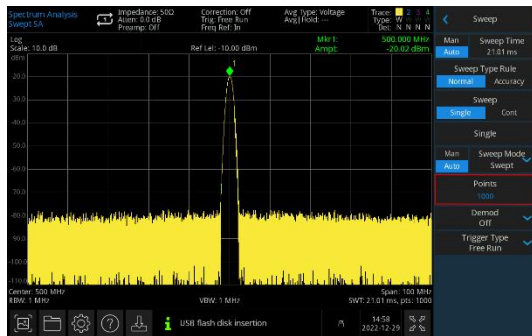 Spectrum Analysis
Swept SA
Impedance: 50Ω
Atten: 0.0 dB
Preamp: Off
Correction: Off
Trig: Free Run
Freq Ref: In
Avg Type: Voltage
Avg|Hold: ---
Trace: 1 2 3 4
Type: W
Det: N N N N
Log
Scale: 10.0 dB
Ref Lel: -10.00 dBm
Mkr1: 500.000 MHz
Ampt: -20.02 dBm
dBm
1
-20.0
-30.0
-40.0
-50.0
-60.0
-70.0
-80.0
-90.0
-100.0
-110.0
Center: 500 MHz
Span: 100 MHz
RBW: 1 MHz
VBW: 1 MHz
SWT: 21.01 ms, pts: 1000
Sweep
Man
Auto
Sweep Time
21.01 ms
Sweep Type Rule
Normal
Accuracy
Sweep
Single
Cont
Single
Man
Auto
Sweep Mode
Swept
Points
1000
Demod
Off
Trigger Type
Free Run
USB flash disk insertion
14:58
2022-12-29